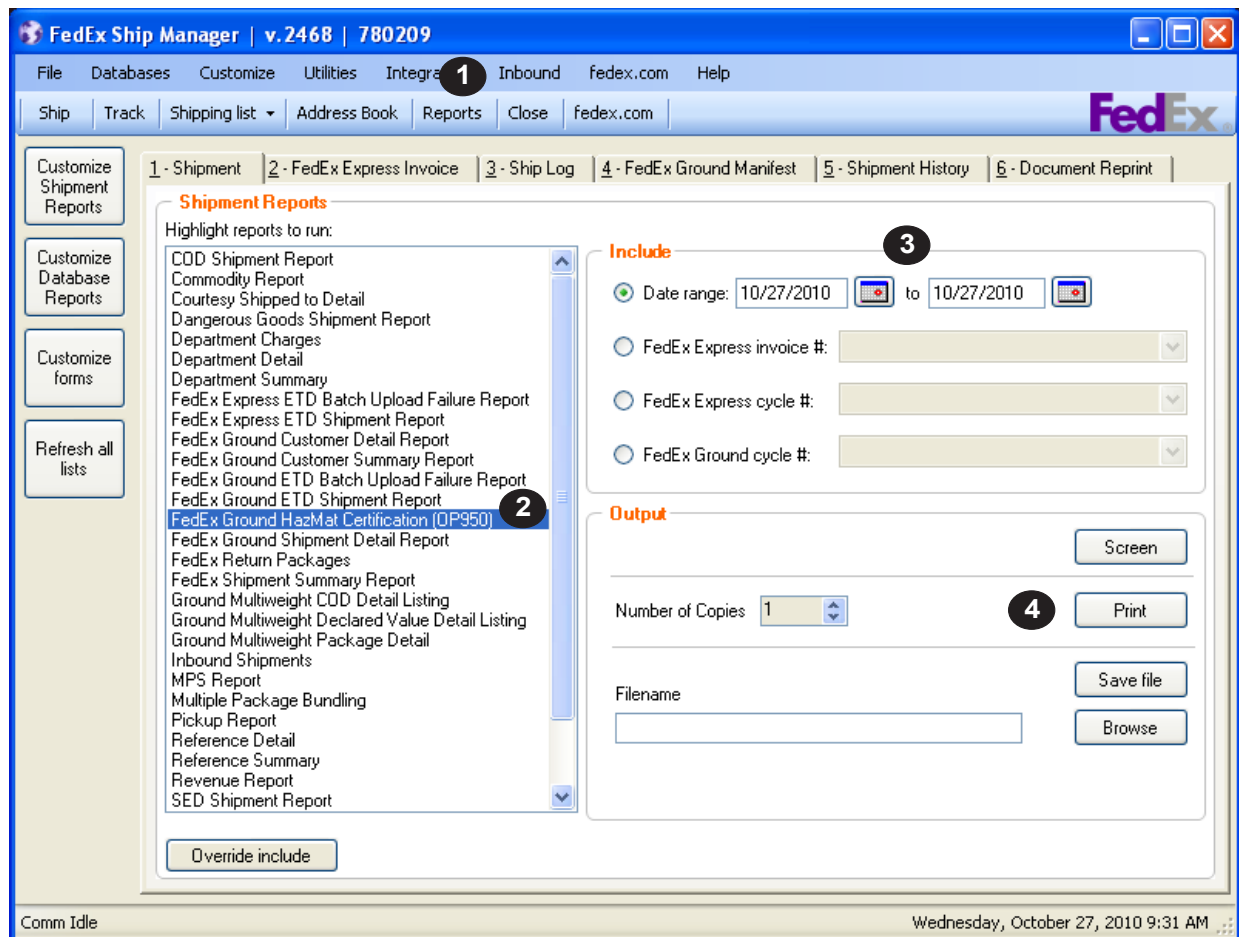 FedEx Ship Manager | v.2468 | 780209
File Databases Customize Utilities Integra 1 Inbound fedex.com Help
Ship Track Shipping list Address Book Reports Close fedex.com
FedEx
Customize Shipment Reports
Customize Database Reports
Customize forms
Refresh all lists
1 - Shipment 2 - FedEx Express Invoice 3 - Ship Log 4 - FedEx Ground Manifest 5 - Shipment History 6 - Document Reprint
Shipment Reports
Highlight reports to run:
COD Shipment Report
Commodity Report
Courtesy Shipped to Detail
Dangerous Goods Shipment Report
Department Charges
Department Detail
Department Summary
FedEx Express ETD Batch Upload Failure Report
FedEx Express ETD Shipment Report
FedEx Ground Customer Detail Report
FedEx Ground Customer Summary Report
FedEx Ground ETD Batch Upload Failure Report
FedEx Ground ETD Shipment Report
FedEx Ground HazMat Certification (OP950) 2
FedEx Ground Shipment Detail Report
FedEx Return Packages
FedEx Shipment Summary Report
Ground Multiweight COD Detail Listing
Ground Multiweight Declared Value Detail Listing
Ground Multiweight Package Detail
Inbound Shipments
MPS Report
Multiple Package Bundling
Pickup Report
Reference Detail
Reference Summary
Revenue Report
SED Shipment Report
Override include
Include 3
Date range: 10/27/2010 to 10/27/2010
FedEx Express invoice #:
FedEx Express cycle #:
FedEx Ground cycle #:
Output
Screen
Number of Copies 1 4 Print
Filename
Save file
Browse
Comm Idle
Wednesday, October 27, 2010 9:31 AM